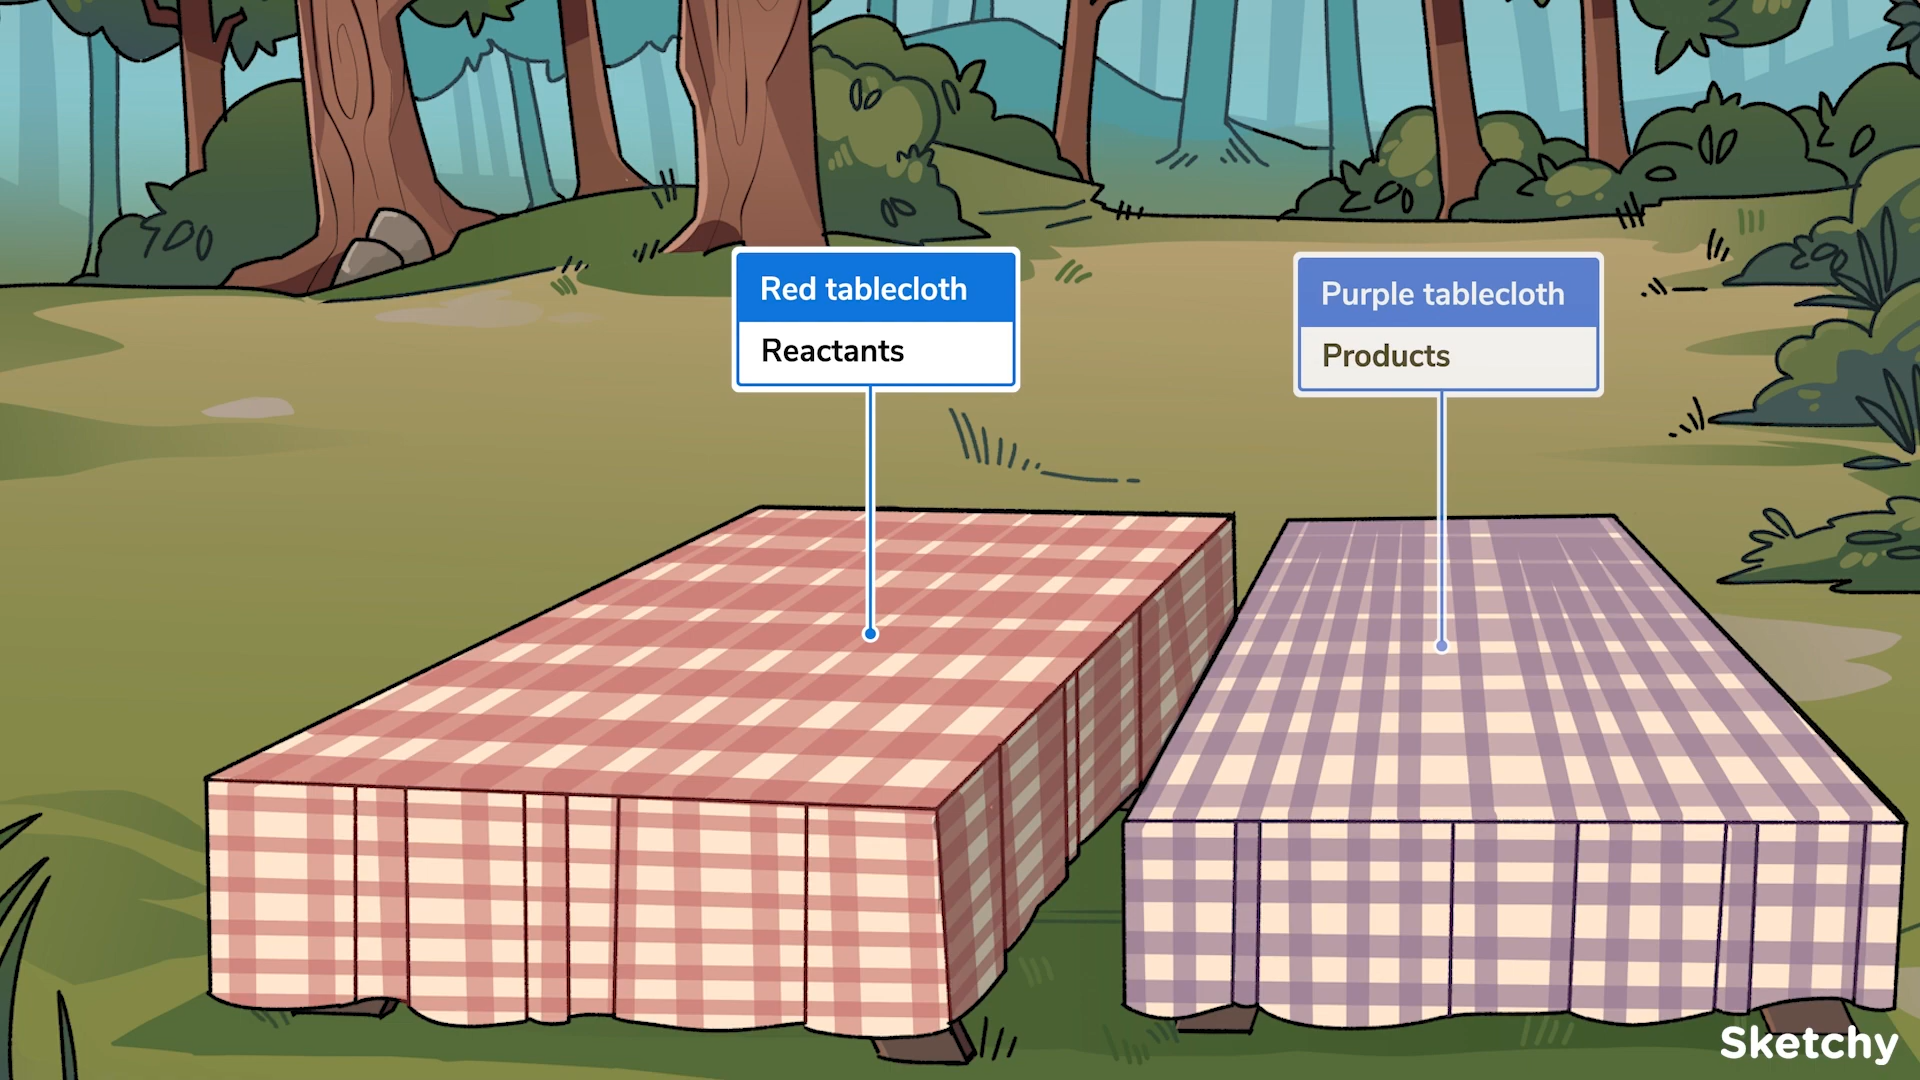 Red tablecloth
Reactants
Purple tablecloth
Products
Sketchy